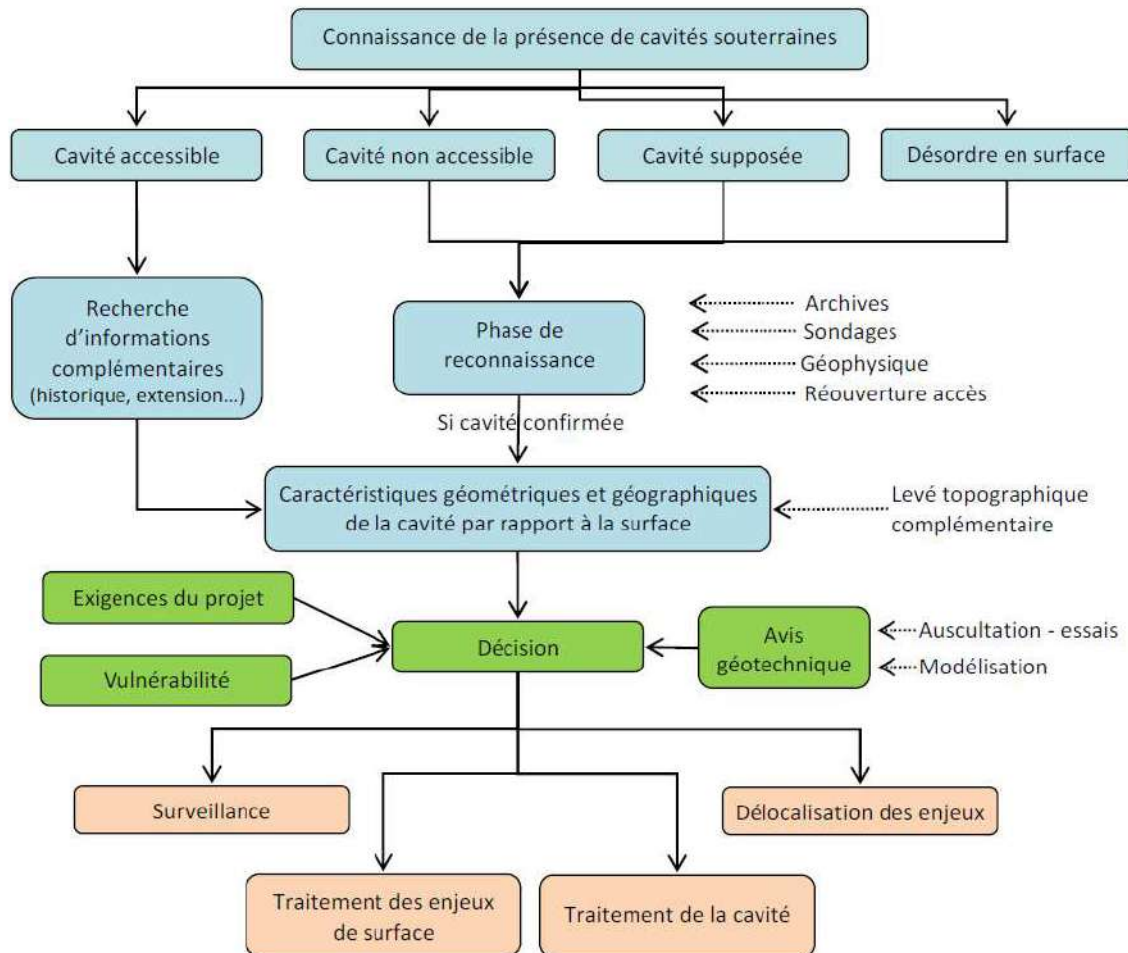 Connaissance de la présence de cavités souterraines
Cavité accessible
Cavité non accessible
Cavité supposée
Désordre en surface
Recherche
d'informations
complémentaires
(historique, extension...)
Phase de
reconnaissance
Archives
Sondages
Géophysique
Réouverture accès
Si cavité confirmée
Caractéristiques géométriques et géographiques
de la cavité par rapport à la surface
Levé topographique
complémentaire
Exigences du projet
Vulnérabilité
Décision
Avis
géotechnique
Auscultation - essais
Modélisation
Surveillance
Délocalisation des enjeux
Traitement des enjeux
de surface
Traitement de la cavité